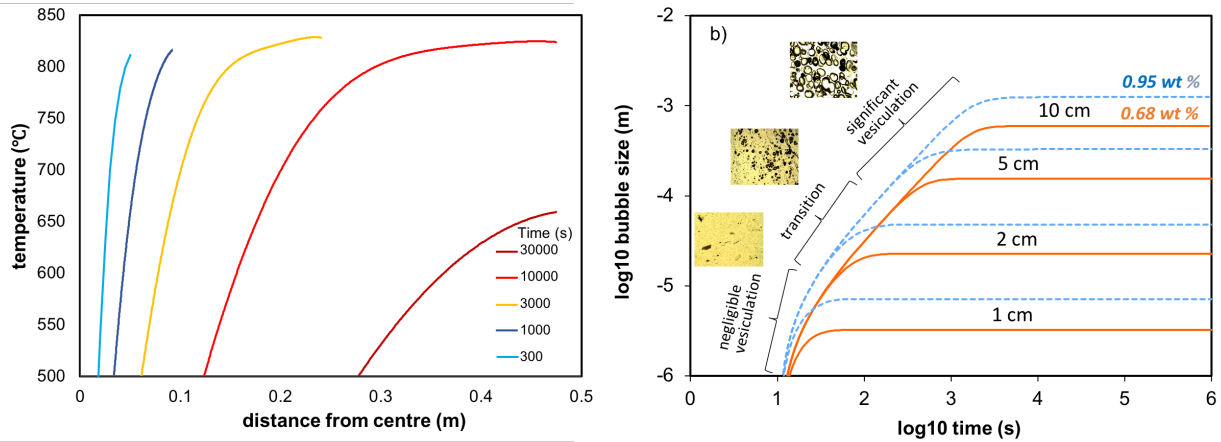 850
800
750
700
650
600
550
500
temperature (ºC)
Time (s)
30000
10000
3000
1000
300
0
0.1
0.2
0.3
0.4
0.5
distance from centre (m)
b)
-2
-3
-4
-5
-6
log10 bubble size (m)
significant
vesiculation
transition
negligible
vesiculation
0.95 wt %
10 cm
0.68 wt %
5 cm
2 cm
1 cm
0
1
2
3
4
5
6
log10 time (s)